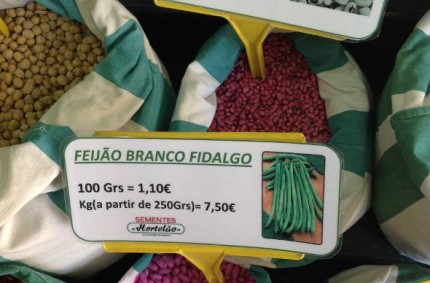 FEIJÃO BRANCO FIDALGO
100 Grs = 1,10€
Kg(a partir de 250Grs)= 7,50€
SEMENTES
Hortelão